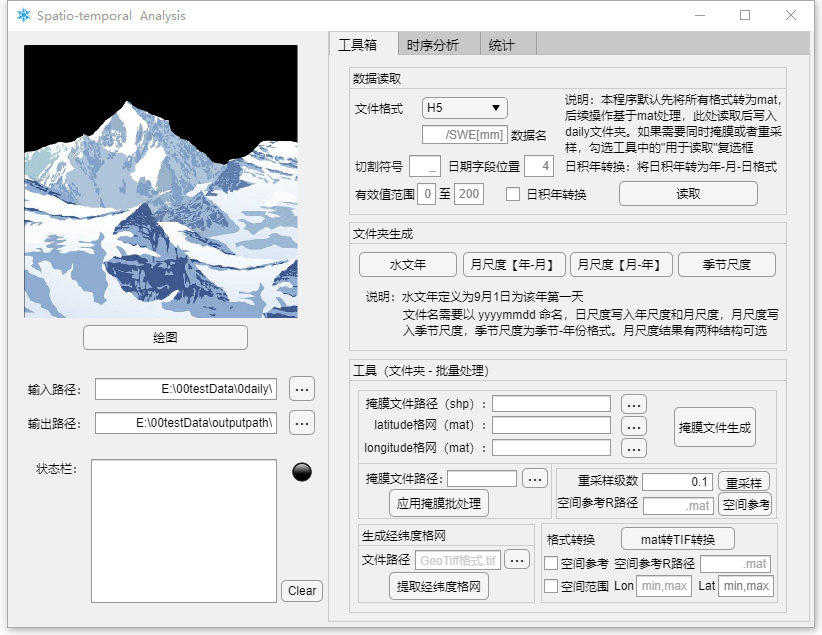 Spatio-temporal Analysis
工具箱 时序分析 统计
绘图
输入路径： E:\00testData\0daily\ ...
输出路径： E:\00testData\outputpath\ ...
状态栏：
Clear
数据读取
文件格式 H5
/SWE[mm] 数据名
切割符号 _ 日期字段位置 4
有效值范围 0 至 200 日积年转换 读取
说明：本程序默认先将所有格式转为mat,
后续操作基于mat处理，此处读取后写入
daily文件夹。如果需要同时掩膜或者重采
样，勾选工具中的"用于读取"复选框
日积年转换：将日积年转为年-月-日格式
文件夹生成
水文年 月尺度【年-月】 月尺度【月-年】 季节尺度
说明：水文年定义为9月1日为该年第一天
文件名需要以 yyyymmdd 命名，日尺度写入年尺度和月尺度，月尺度写
入季节尺度，季节尺度为季节-年份格式。月尺度结果有两种结构可选
工具（文件夹 - 批量处理）
掩膜文件路径（shp）： ...
latitude格网（mat）： ...
longitude格网（mat）： ...
掩膜文件生成
掩膜文件路径： ...
应用掩膜批处理
重采样级数 0.1 重采样
空间参考R路径 .mat 空间参考
生成经纬度格网
文件路径 GeoTiff格式.tif ...
提取经纬度格网
格式转换 mat转TIF转换
空间参考 空间参考R路径 .mat
空间范围 Lon min,max Lat min,max